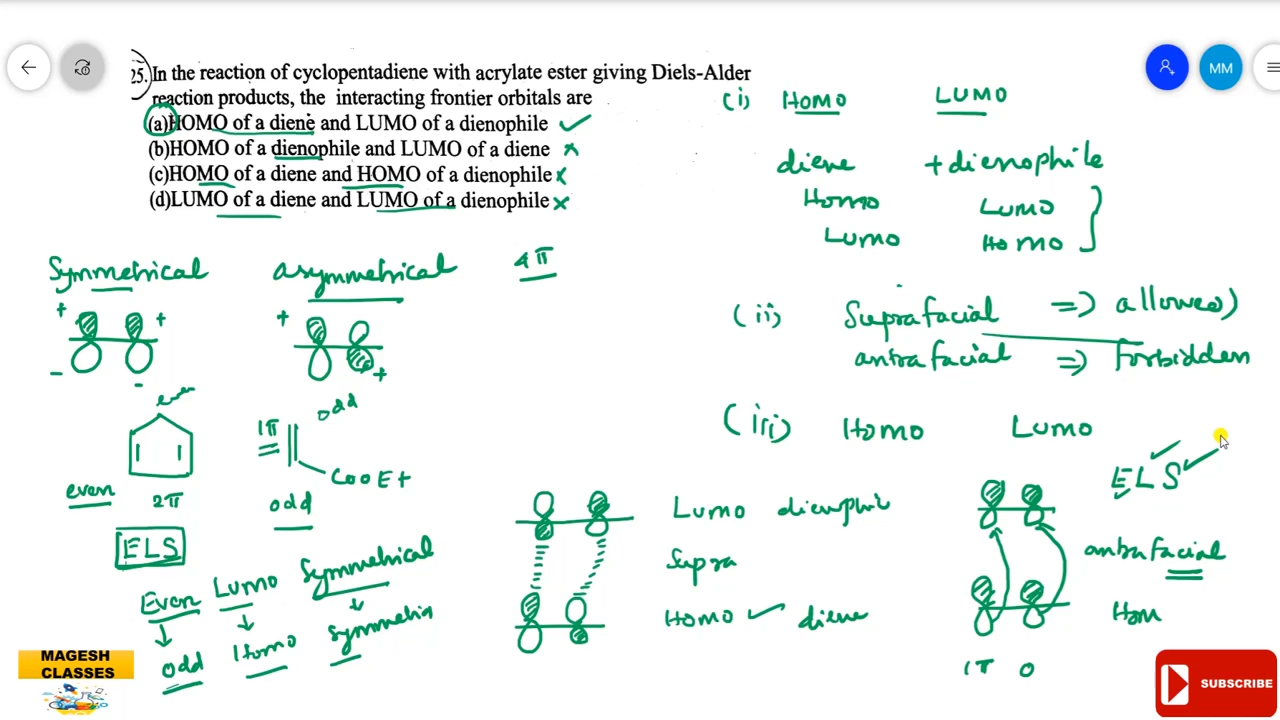 25. In the reaction of cyclopentadiene with acrylate ester giving Diels-Alder
reaction products, the interacting frontier orbitals are
(a)HOMO of a diene and LUMO of a dienophile
(b)HOMO of a dienophile and LUMO of a diene
(c)HOMO of a diene and HOMO of a dienophile
(d)LUMO of a diene and LUMO of a dienophile
MM
(i) HOMO LUMO
diene + dienophile
Homo LUMO
LUMO HOMO
Symmetrical asymmetrical 4π
+ +
- -
+
+
(ii) Suprafacial => allowed)
antrafacial => Forbidden
even
odd
1π
COOEt
even 2π odd
(iii) Homo LUMO
ELS
ELS
Even Lumo Symmetrical
odd Homo
LUMO dienphil
Supra
HOMO diene
antrafacial
Hom
1π 0
MAGESH
CLASSES
SUBSCRIBE